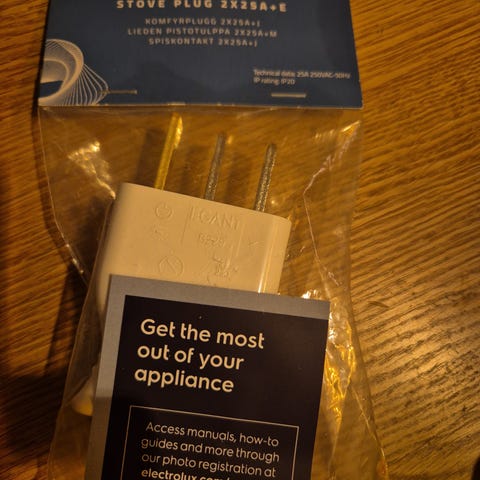 STOVE PLUG 2X25A+E
KOMFYRPLUGG 2X25A+J
LIEDEN PISTOTULPPA 2X25A+M
SPISKONTAKT 2X25A+J
Technical data: 25A 250VAC~50Hz
IP rating: IP20
Get the most
out of your
appliance
Access manuals, how-to
guides and more through
our photo registration at